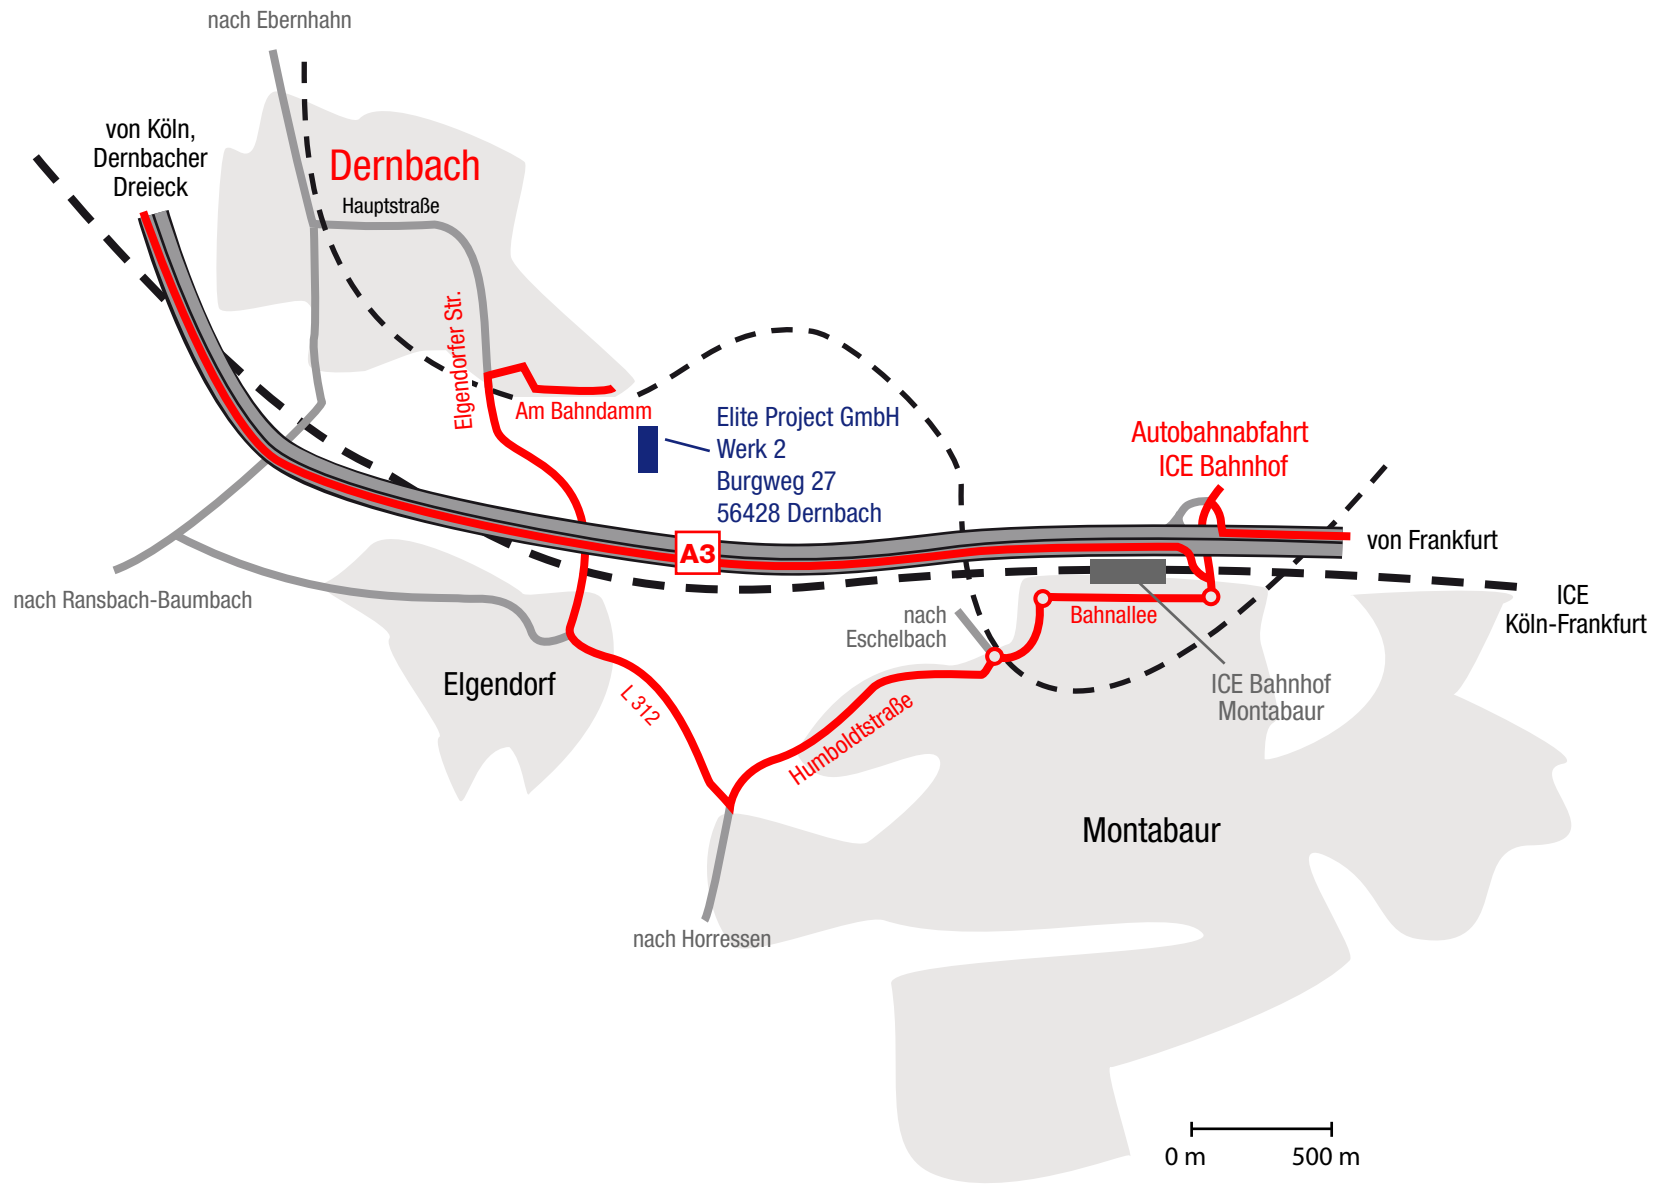 nach Ebernhahn
von Köln,
Dernbacher
Dreieck
Dernbach
Hauptstraße
Elgendorfer Str.
Am Bahndamm
Elite Project GmbH
Werk 2
Burgweg 27
56428 Dernbach
Autobahnabfahrt
ICE Bahnhof
A3
von Frankfurt
nach Ransbach-Baumbach
nach
Eschelbach
Bahnallee
ICE
Köln-Frankfurt
Elgendorf
L 312
Humboldtstraße
ICE Bahnhof
Montabaur
Montabaur
nach Horressen
0 m
500 m